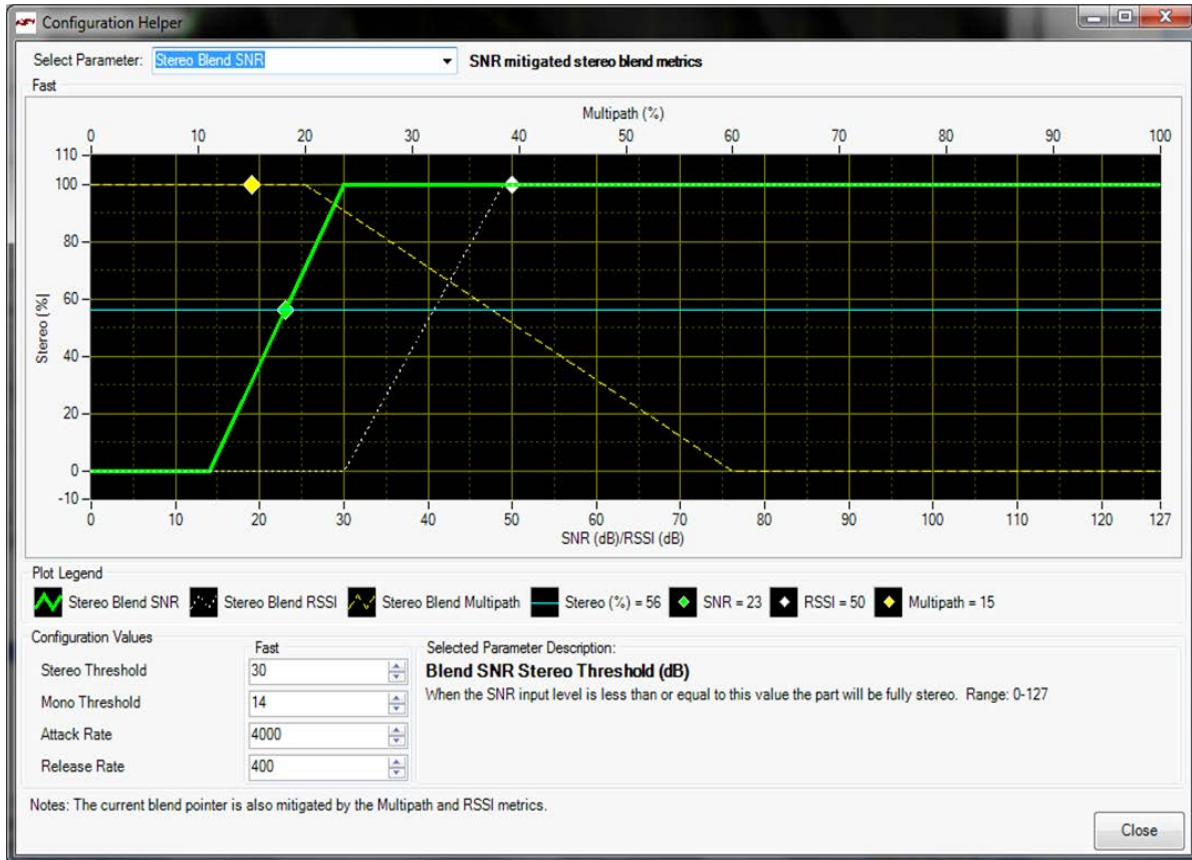 Configuration Helper
Select Parameter: Stereo Blend SNR SNR mitigated stereo blend metrics
Fast
Multipath (%)
0 10 20 30 40 50 60 70 80 90 100
110
100
80
60
40
20
0
-10
Stereo (%)
0 10 20 30 40 50 60 70 80 90 100 110 120 127
SNR (dB)/RSSI (dB)
Plot Legend
Stereo Blend SNR Stereo Blend RSSI Stereo Blend Multipath Stereo (%) = 56 SNR = 23 RSSI = 50 Multipath = 15
Configuration Values
Fast
Stereo Threshold 30
Mono Threshold 14
Attack Rate 4000
Release Rate 400
Selected Parameter Description:
Blend SNR Stereo Threshold (dB)
When the SNR input level is less than or equal to this value the part will be fully stereo. Range: 0-127
Notes: The current blend pointer is also mitigated by the Multipath and RSSI metrics.
Close